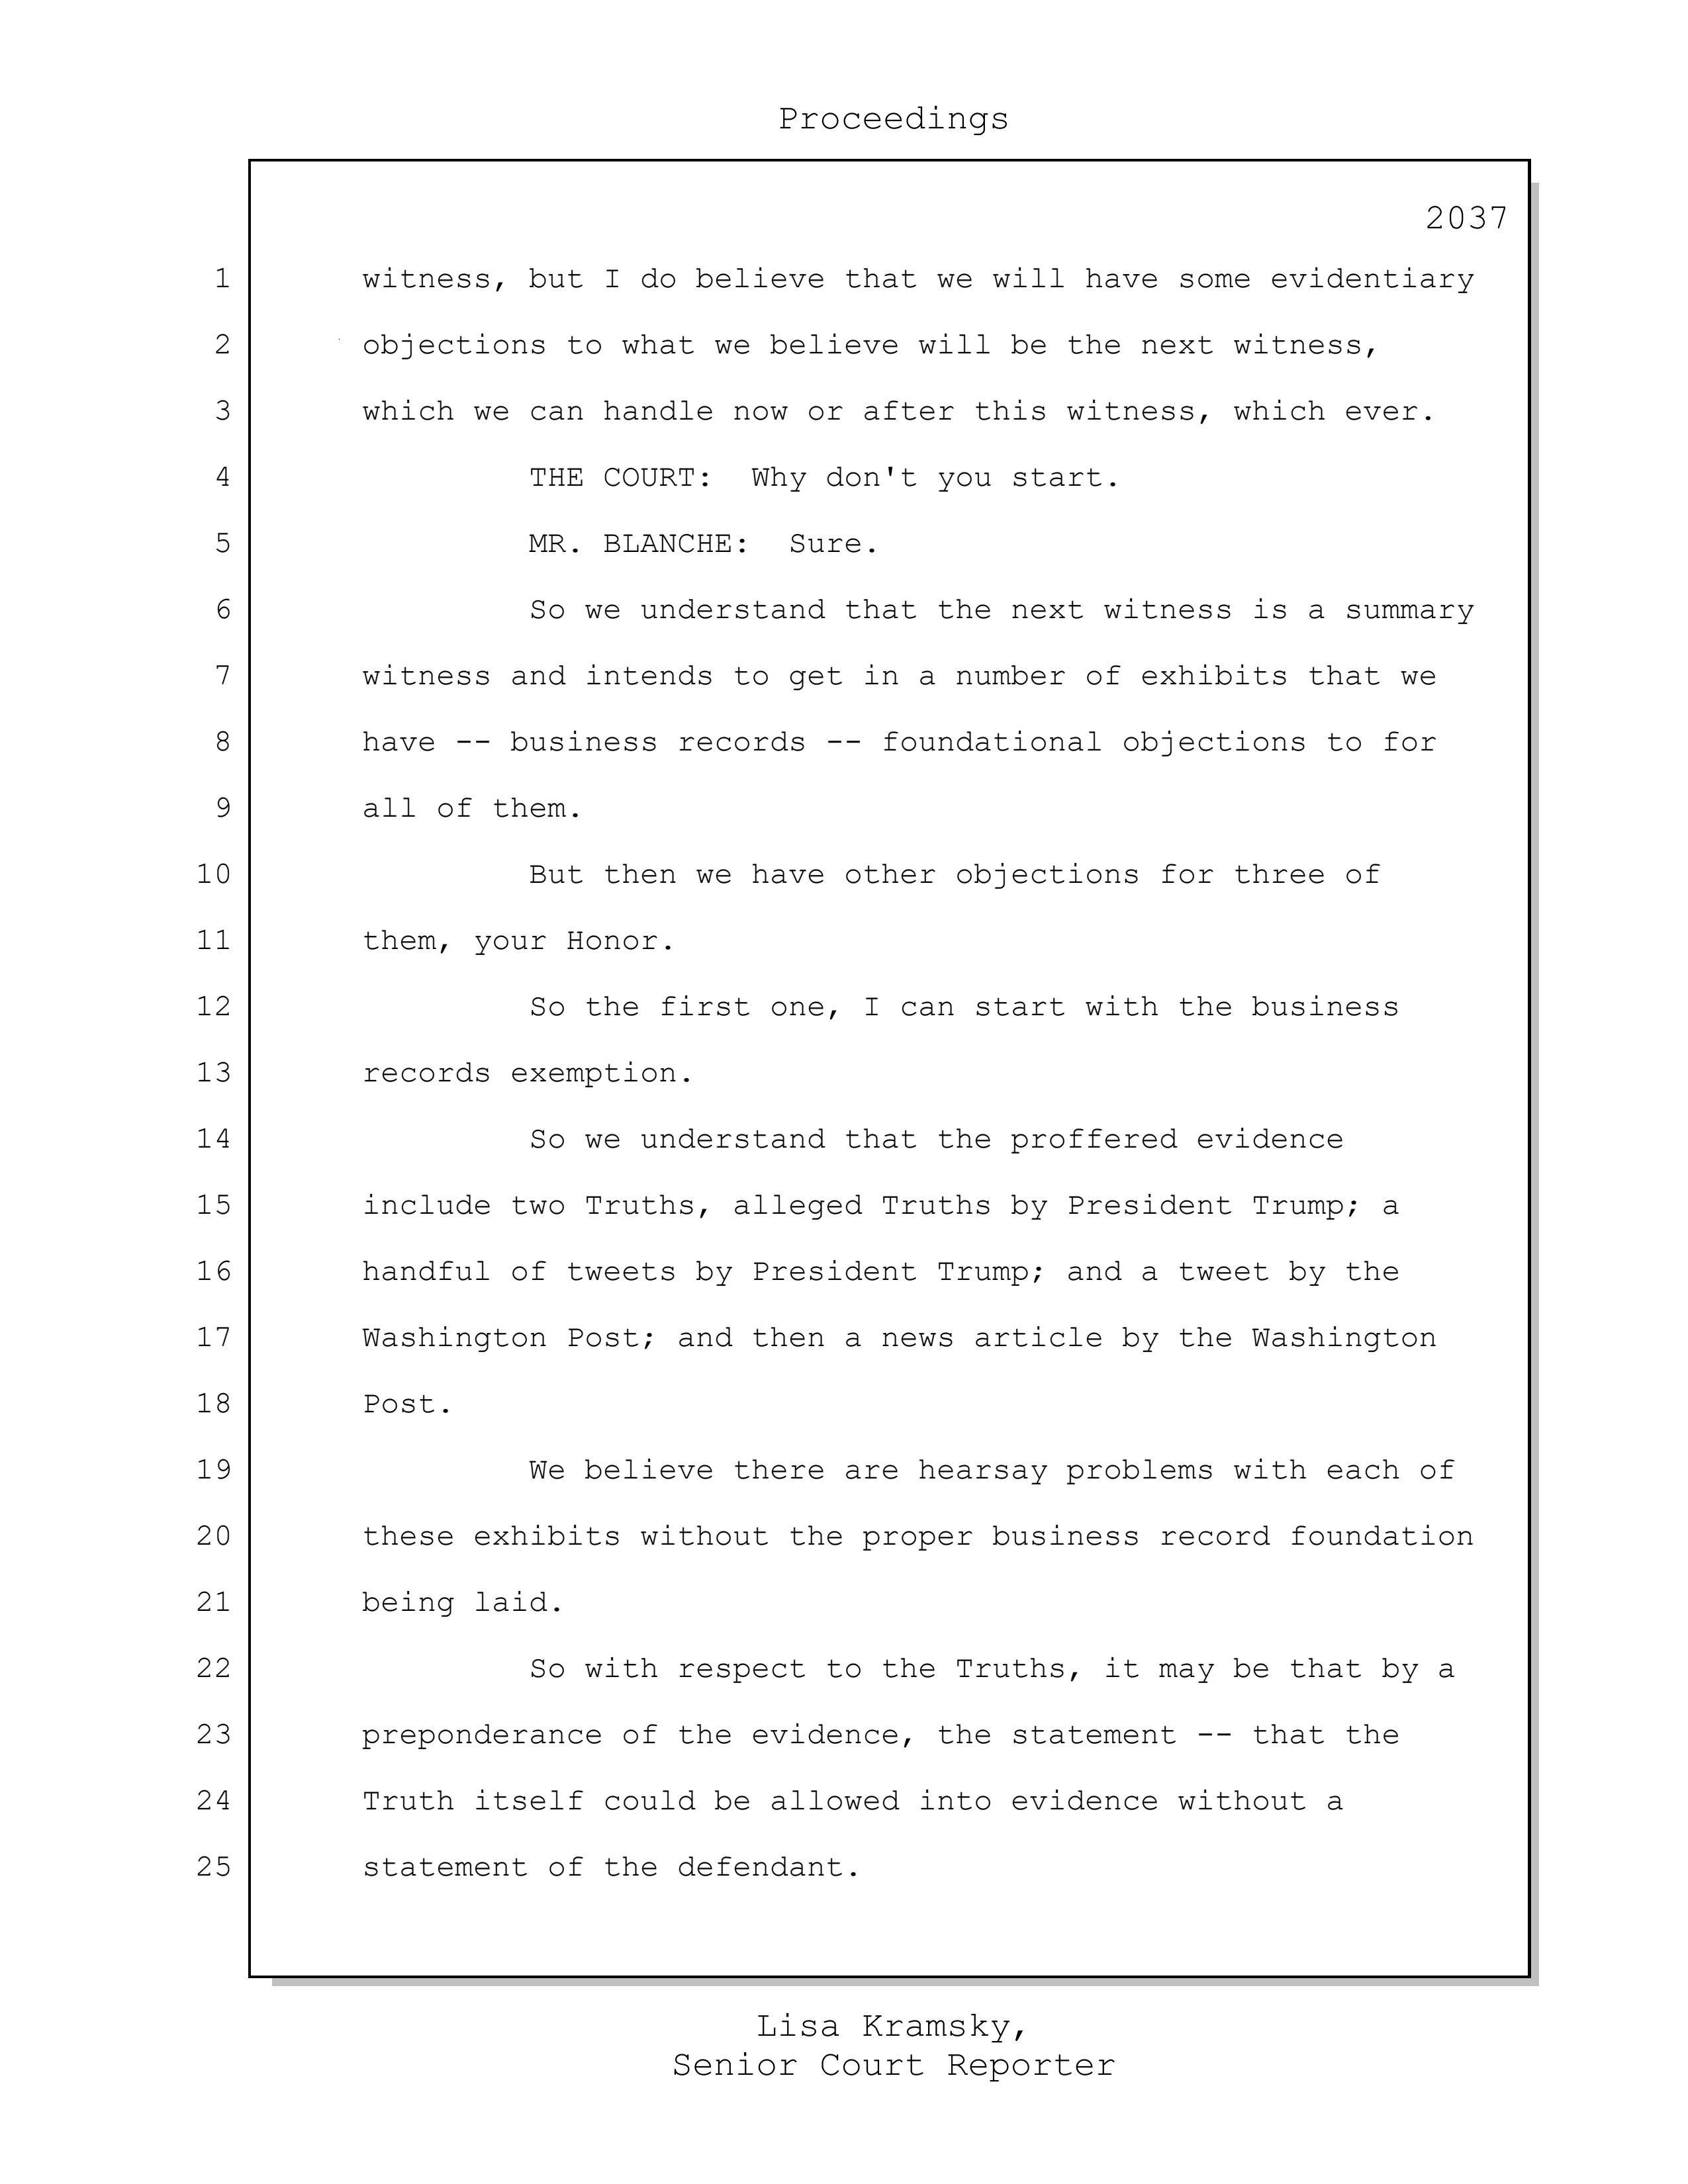 Proceedings
2037
1 witness, but I do believe that we will have some evidentiary
2 objections to what we believe will be the next witness,
3 which we can handle now or after this witness, which ever.
4 THE COURT: Why don't you start.
5 MR. BLANCHE: Sure.
6 So we understand that the next witness is a summary
7 witness and intends to get in a number of exhibits that we
8 have -- business records -- foundational objections to for
9 all of them.
10 But then we have other objections for three of
11 them, your Honor.
12 So the first one, I can start with the business
13 records exemption.
14 So we understand that the proffered evidence
15 include two Truths, alleged Truths by President Trump; a
16 handful of tweets by President Trump; and a tweet by the
17 Washington Post; and then a news article by the Washington
18 Post.
19 We believe there are hearsay problems with each of
20 these exhibits without the proper business record foundation
21 being laid.
22 So with respect to the Truths, it may be that by a
23 preponderance of the evidence, the statement -- that the
24 Truth itself could be allowed into evidence without a
25 statement of the defendant.
Lisa Kramsky,
Senior Court Reporter